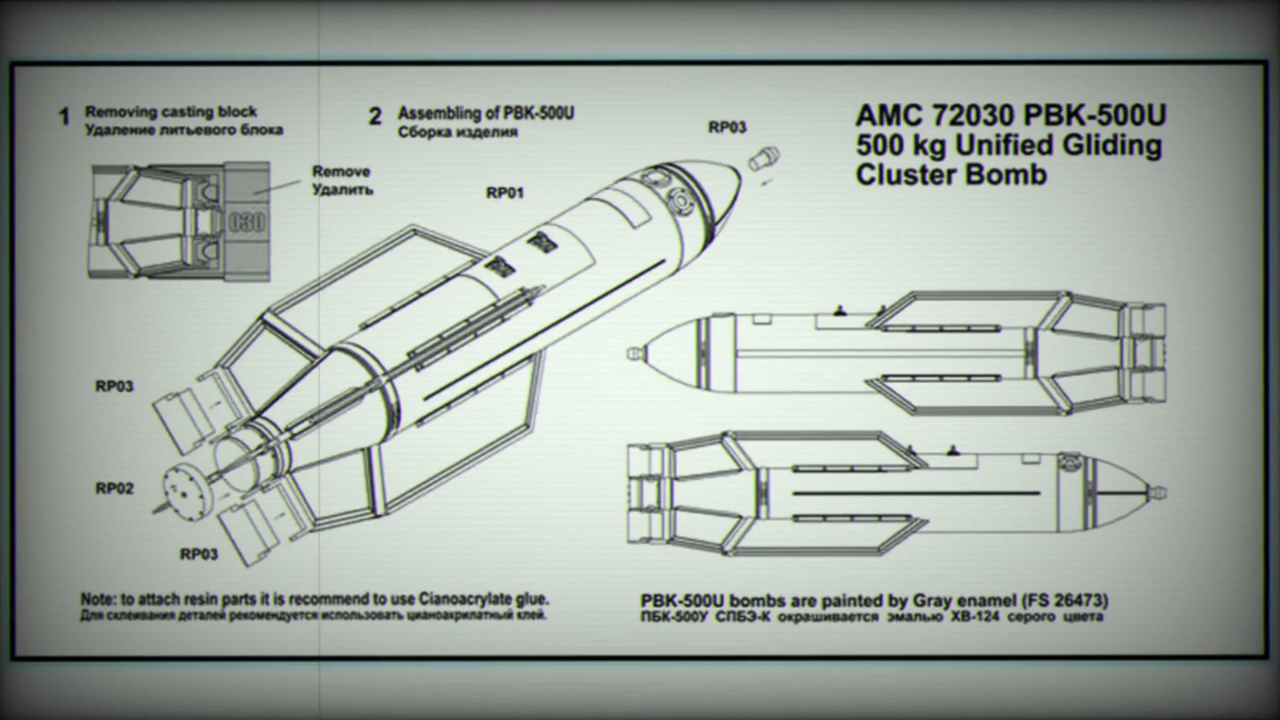 1 Removing casting block
Удаление литьевого блока
Remove
Удалить
030
2 Assembling of PBK-500U
Сборка изделия
RP03
RP01
RP03
RP02
RP03
AMC 72030 PBK-500U
500 kg Unified Gliding
Cluster Bomb
Note: to attach resin parts it is recommend to use Cianoacrylate glue.
Для склеивания деталей рекомендуется использовать цианоакрилатный клей.
PBK-500U bombs are painted by Gray enamel (FS 26473)
ПБК-500У СПБЭ-К окрашивается эмалью ХВ-124 серого цвета